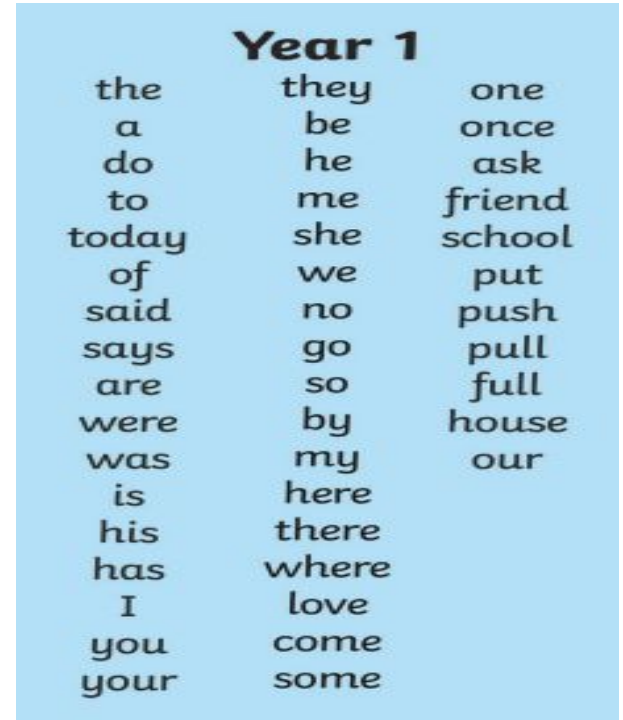 Year 1
the they one
a be once
do he ask
to me friend
today she school
of we put
said no push
says go pull
are so full
were by house
was my our
is here
his there
has where
I love
you come
your some